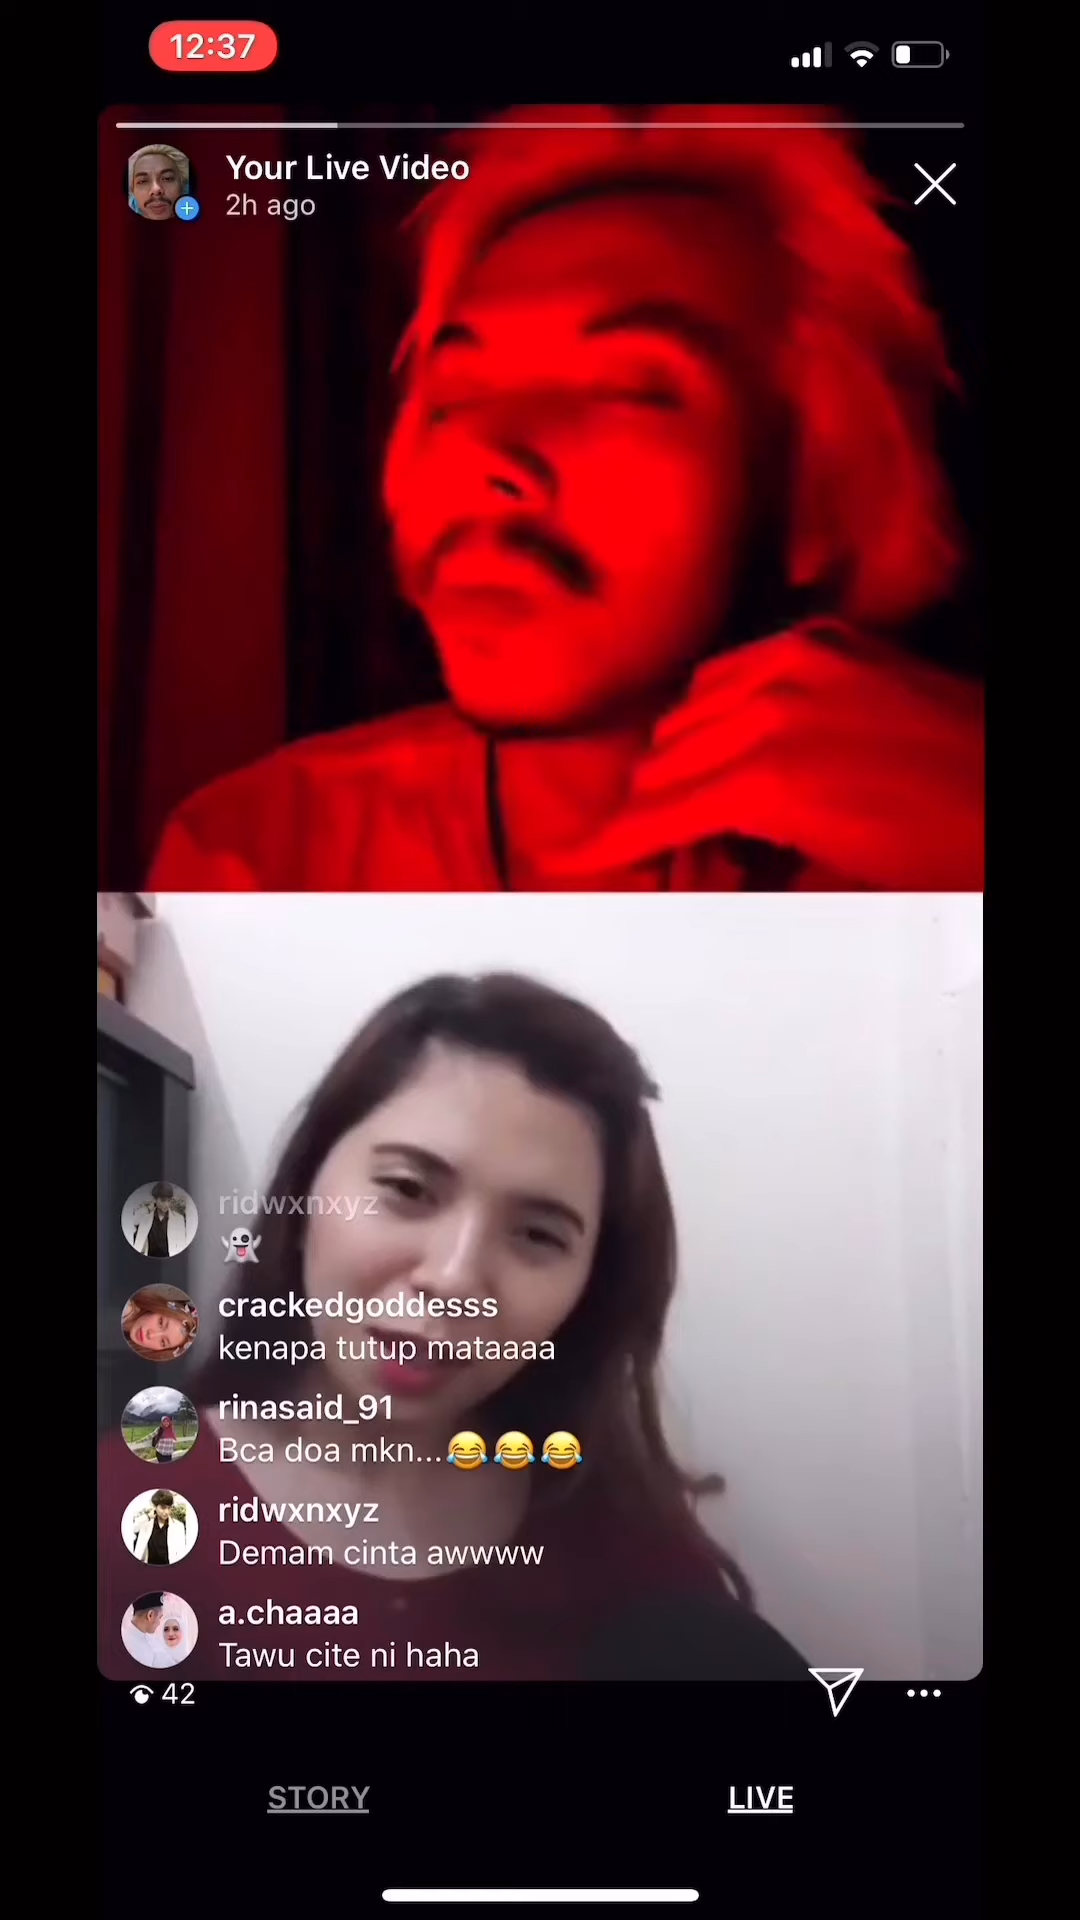 12:37
Your Live Video
2h ago
ridwxnxyz
👻
crackedgoddesss
kenapa tutup mataaaa
rinasaid_91
Bca doa mkn...😂😂😂
ridwxnxyz
Demam cinta awwww
a.chaaaa
Tawu cite ni haha
42
STORY
LIVE